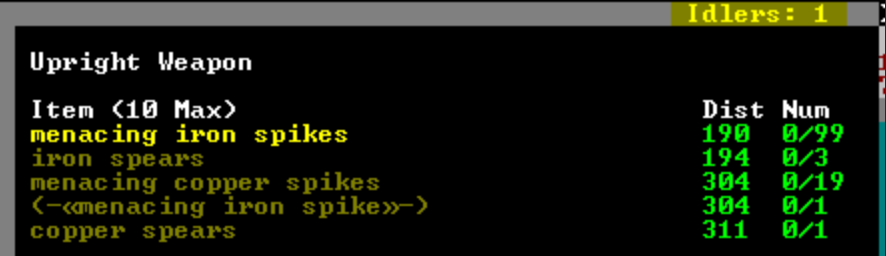 Idlers: 1
Upright Weapon
Item (10 Max) Dist Num
menacing iron spikes 190 0/99
iron spears 194 0/3
menacing copper spikes 304 0/19
(-«menacing iron spike»-) 304 0/1
copper spears 311 0/1